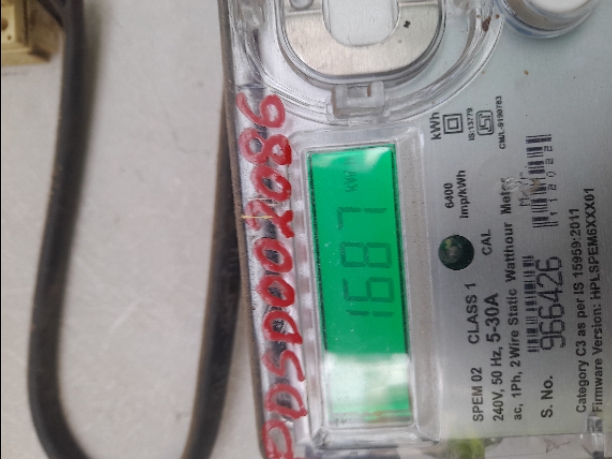 PDSD002086
1687
kWh
IS:13779
CM/L-9190783
6400
Imp/kWh
CAL
SPEM 02 CLASS 1
240V, 50 Hz, 5-30A
ac, 1Ph, 2 Wire Static Watthour Meter
S. No. 966426
Category C3 as per IS 15959:2011
Firmware Version: HPLSPEM6XXX01